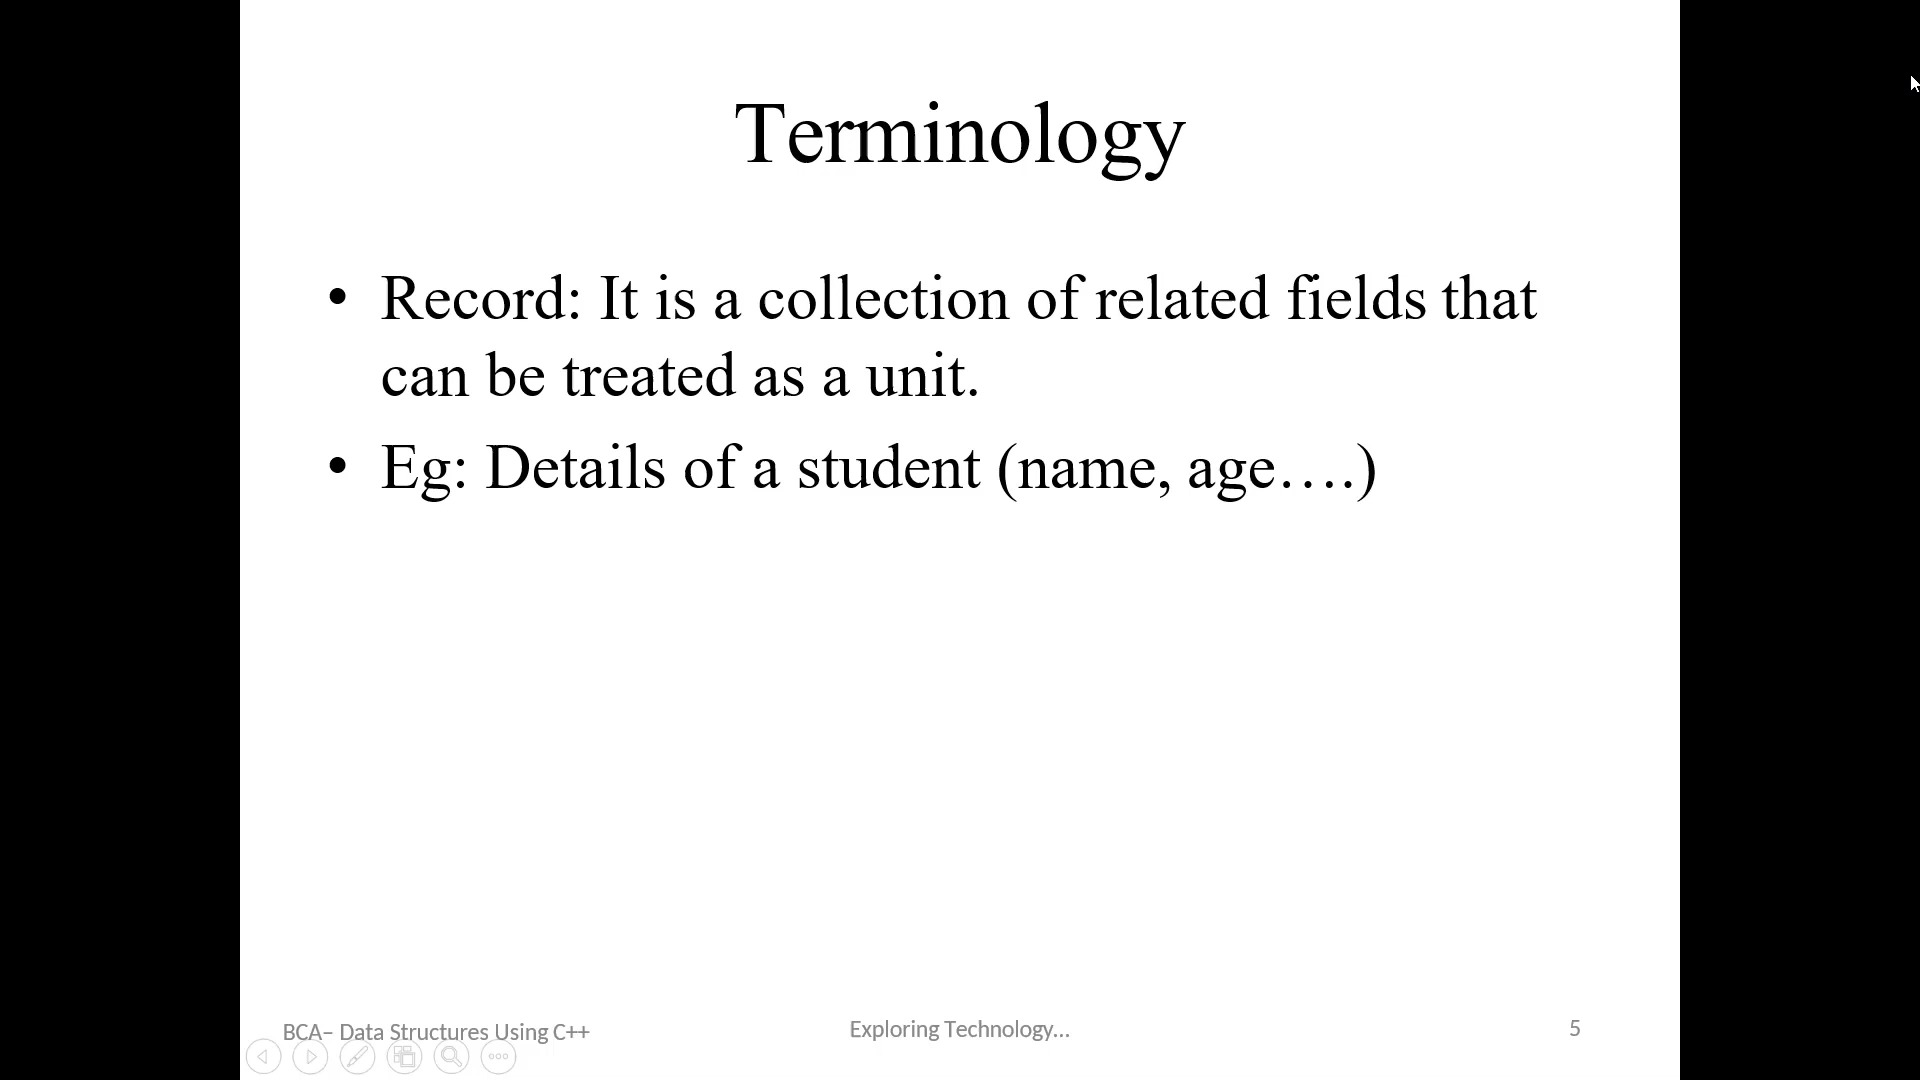 Terminology
• Record: It is a collection of related fields that
can be treated as a unit.
• Eg: Details of a student (name, age….)
BCA– Data Structures Using C++
Exploring Technology...
5